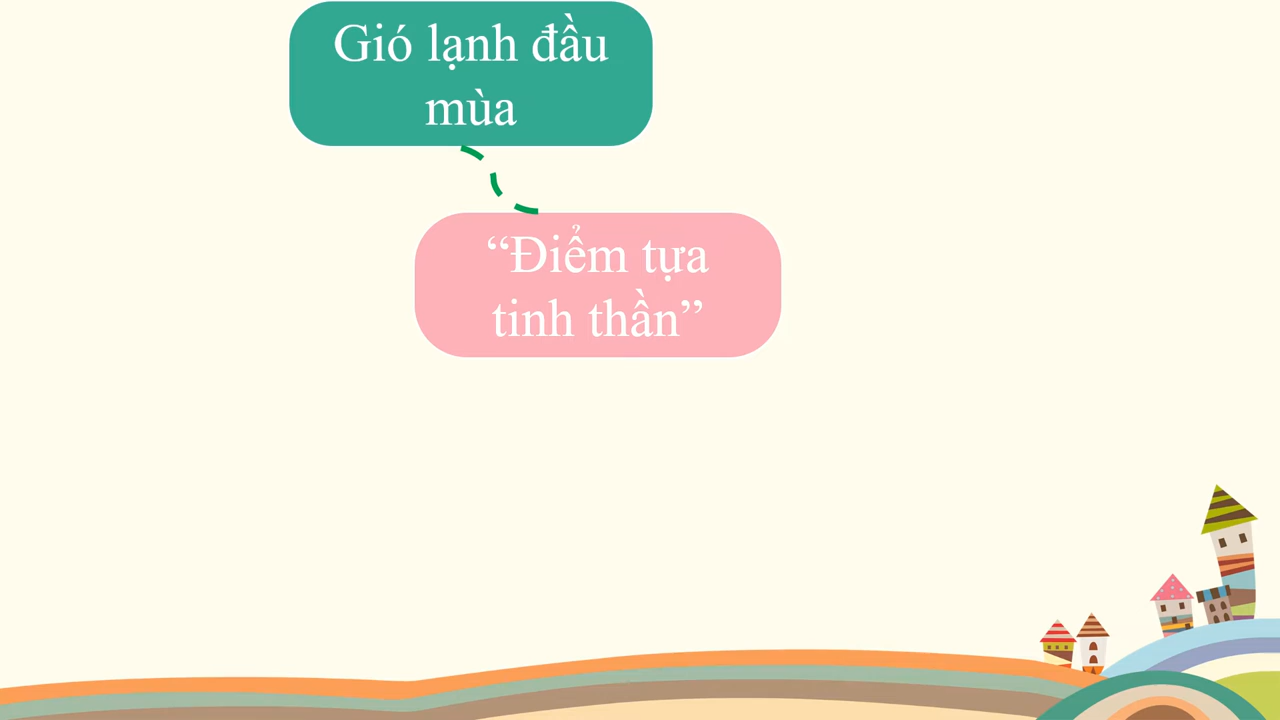 Gió lạnh đầu
mùa
“Điểm tựa
tinh thần”